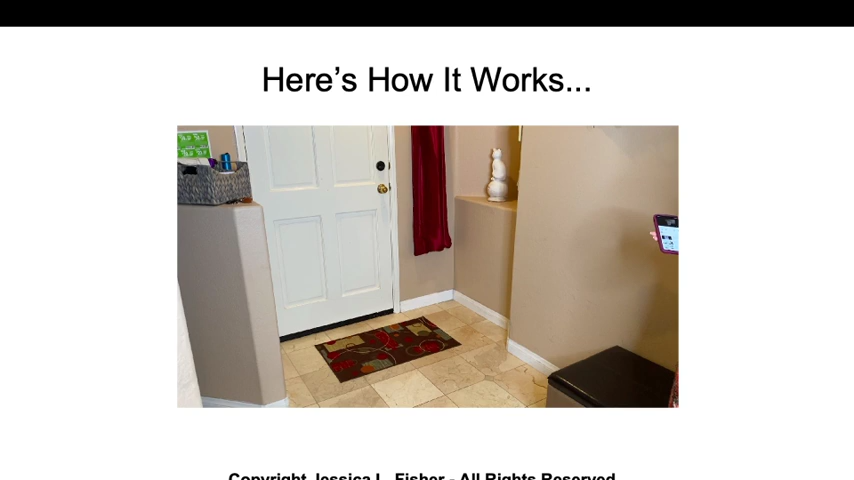 Here’s How It Works...
Copyright Jessica L. Fisher - All Rights Reserved